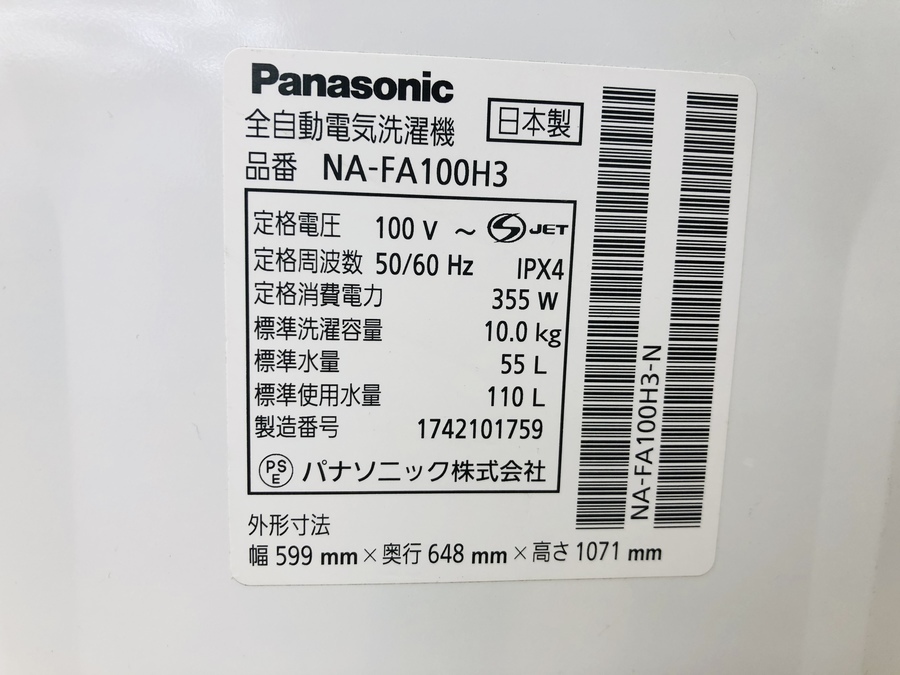 Panasonic
全自動電気洗濯機 日本製
品番 NA-FA100H3
定格電圧 100 V ~ S JET
定格周波数 50/60 Hz IPX4
定格消費電力 355 W
標準洗濯容量 10.0 kg
標準水量 55 L
標準使用水量 110 L
製造番号 1742101759
PSE パナソニック株式会社
外形寸法
幅 599 mm×奥行 648 mm×高さ 1071 mm
NA-FA100H3-N